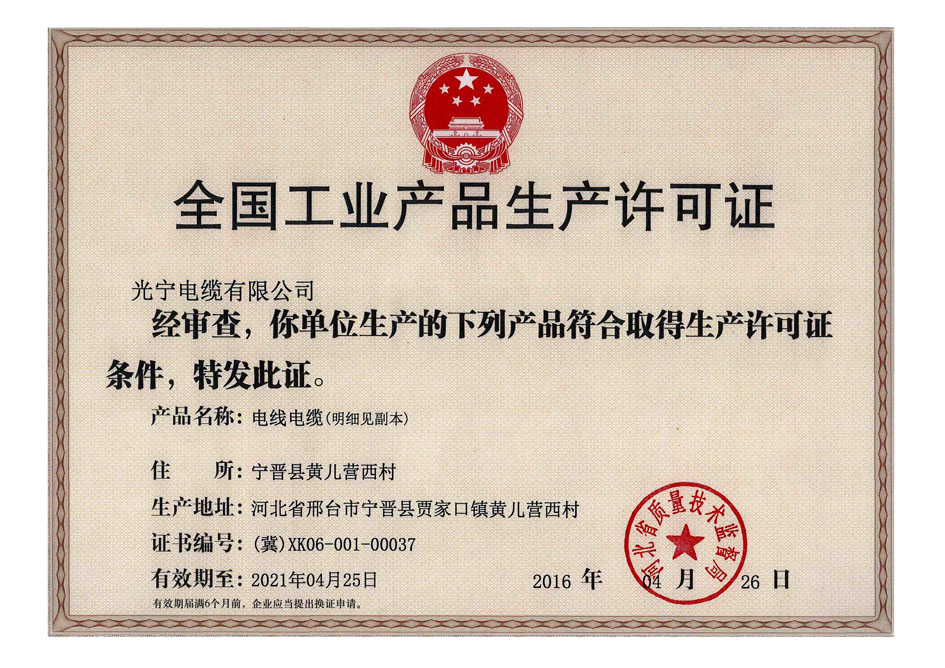 全国工业产品生产许可证
光宁电缆有限公司
经审查，你单位生产的下列产品符合取得生产许可证
条件，特发此证。
产品名称：电线电缆(明细见副本)
住 所：宁晋县黄儿营西村
生产地址：河北省邢台市宁晋县贾家口镇黄儿营西村
证书编号：(冀)XK06-001-00037
有效期至：2021年04月25日
2016 年 04 月 26 日
河北省质量技术监督局
有效期届满6个月前，企业应当提出换证申请。